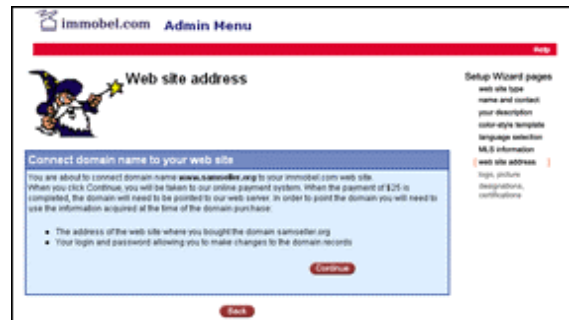 immobel.com Admin Menu
Help
Web site address
Setup Wizard pages
web site type
name and contact
your description
color-style template
language selection
MLS information
web site address
logo, picture
designations,
certifications
Connect domain name to your web site
You are about to connect domain name www.samseller.org to your immobel.com web site.
When you click Continue, you will be taken to our online payment system. When the payment of $25 is
completed, the domain will need to be pointed to our web server. In order to point the domain you will need to
use the information acquired at the time of the domain purchase:
The address of the web site where you bought the domain samseller.org
Your login and password allowing you to make changes to the domain records
Continue
Back